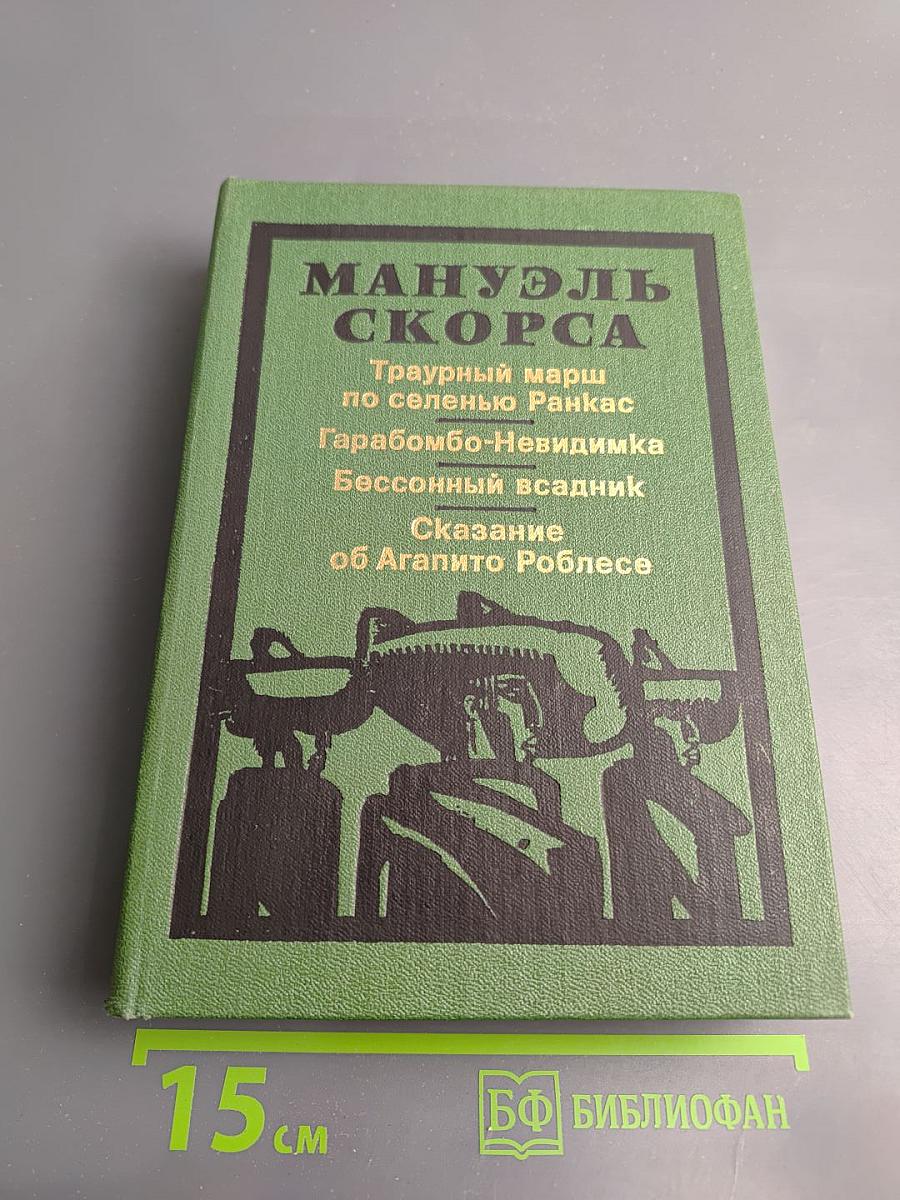 МАНУЭЛЬ
СКОРСА
Траурный марш
по селенью Ранкас
Гарабомбо-Невидимка
Бессонный всадник
Сказание
об Агапито Роблесе
15 см
БФ БИБЛИОФАН